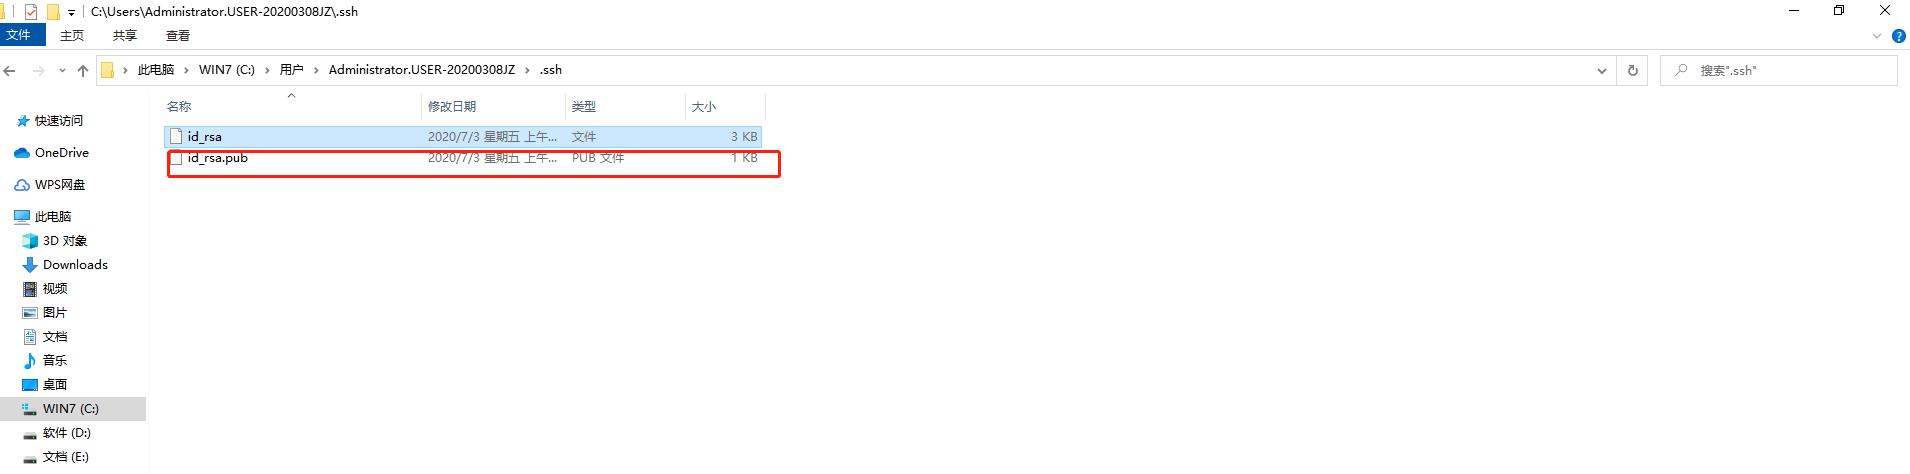 C:\Users\Administrator.USER-20200308JZ\.ssh
文件 主页 共享 查看
此电脑 WIN7 (C:) 用户 Administrator.USER-20200308JZ .ssh 搜索".ssh"
名称 修改日期 类型 大小
id_rsa 2020/7/3 星期五 上午... 文件 3 KB
id_rsa.pub 2020/7/3 星期五 上午... PUB 文件 1 KB
快速访问
OneDrive
WPS网盘
此电脑
3D 对象
Downloads
视频
图片
文档
音乐
桌面
WIN7 (C:)
软件 (D:)
文档 (E:)